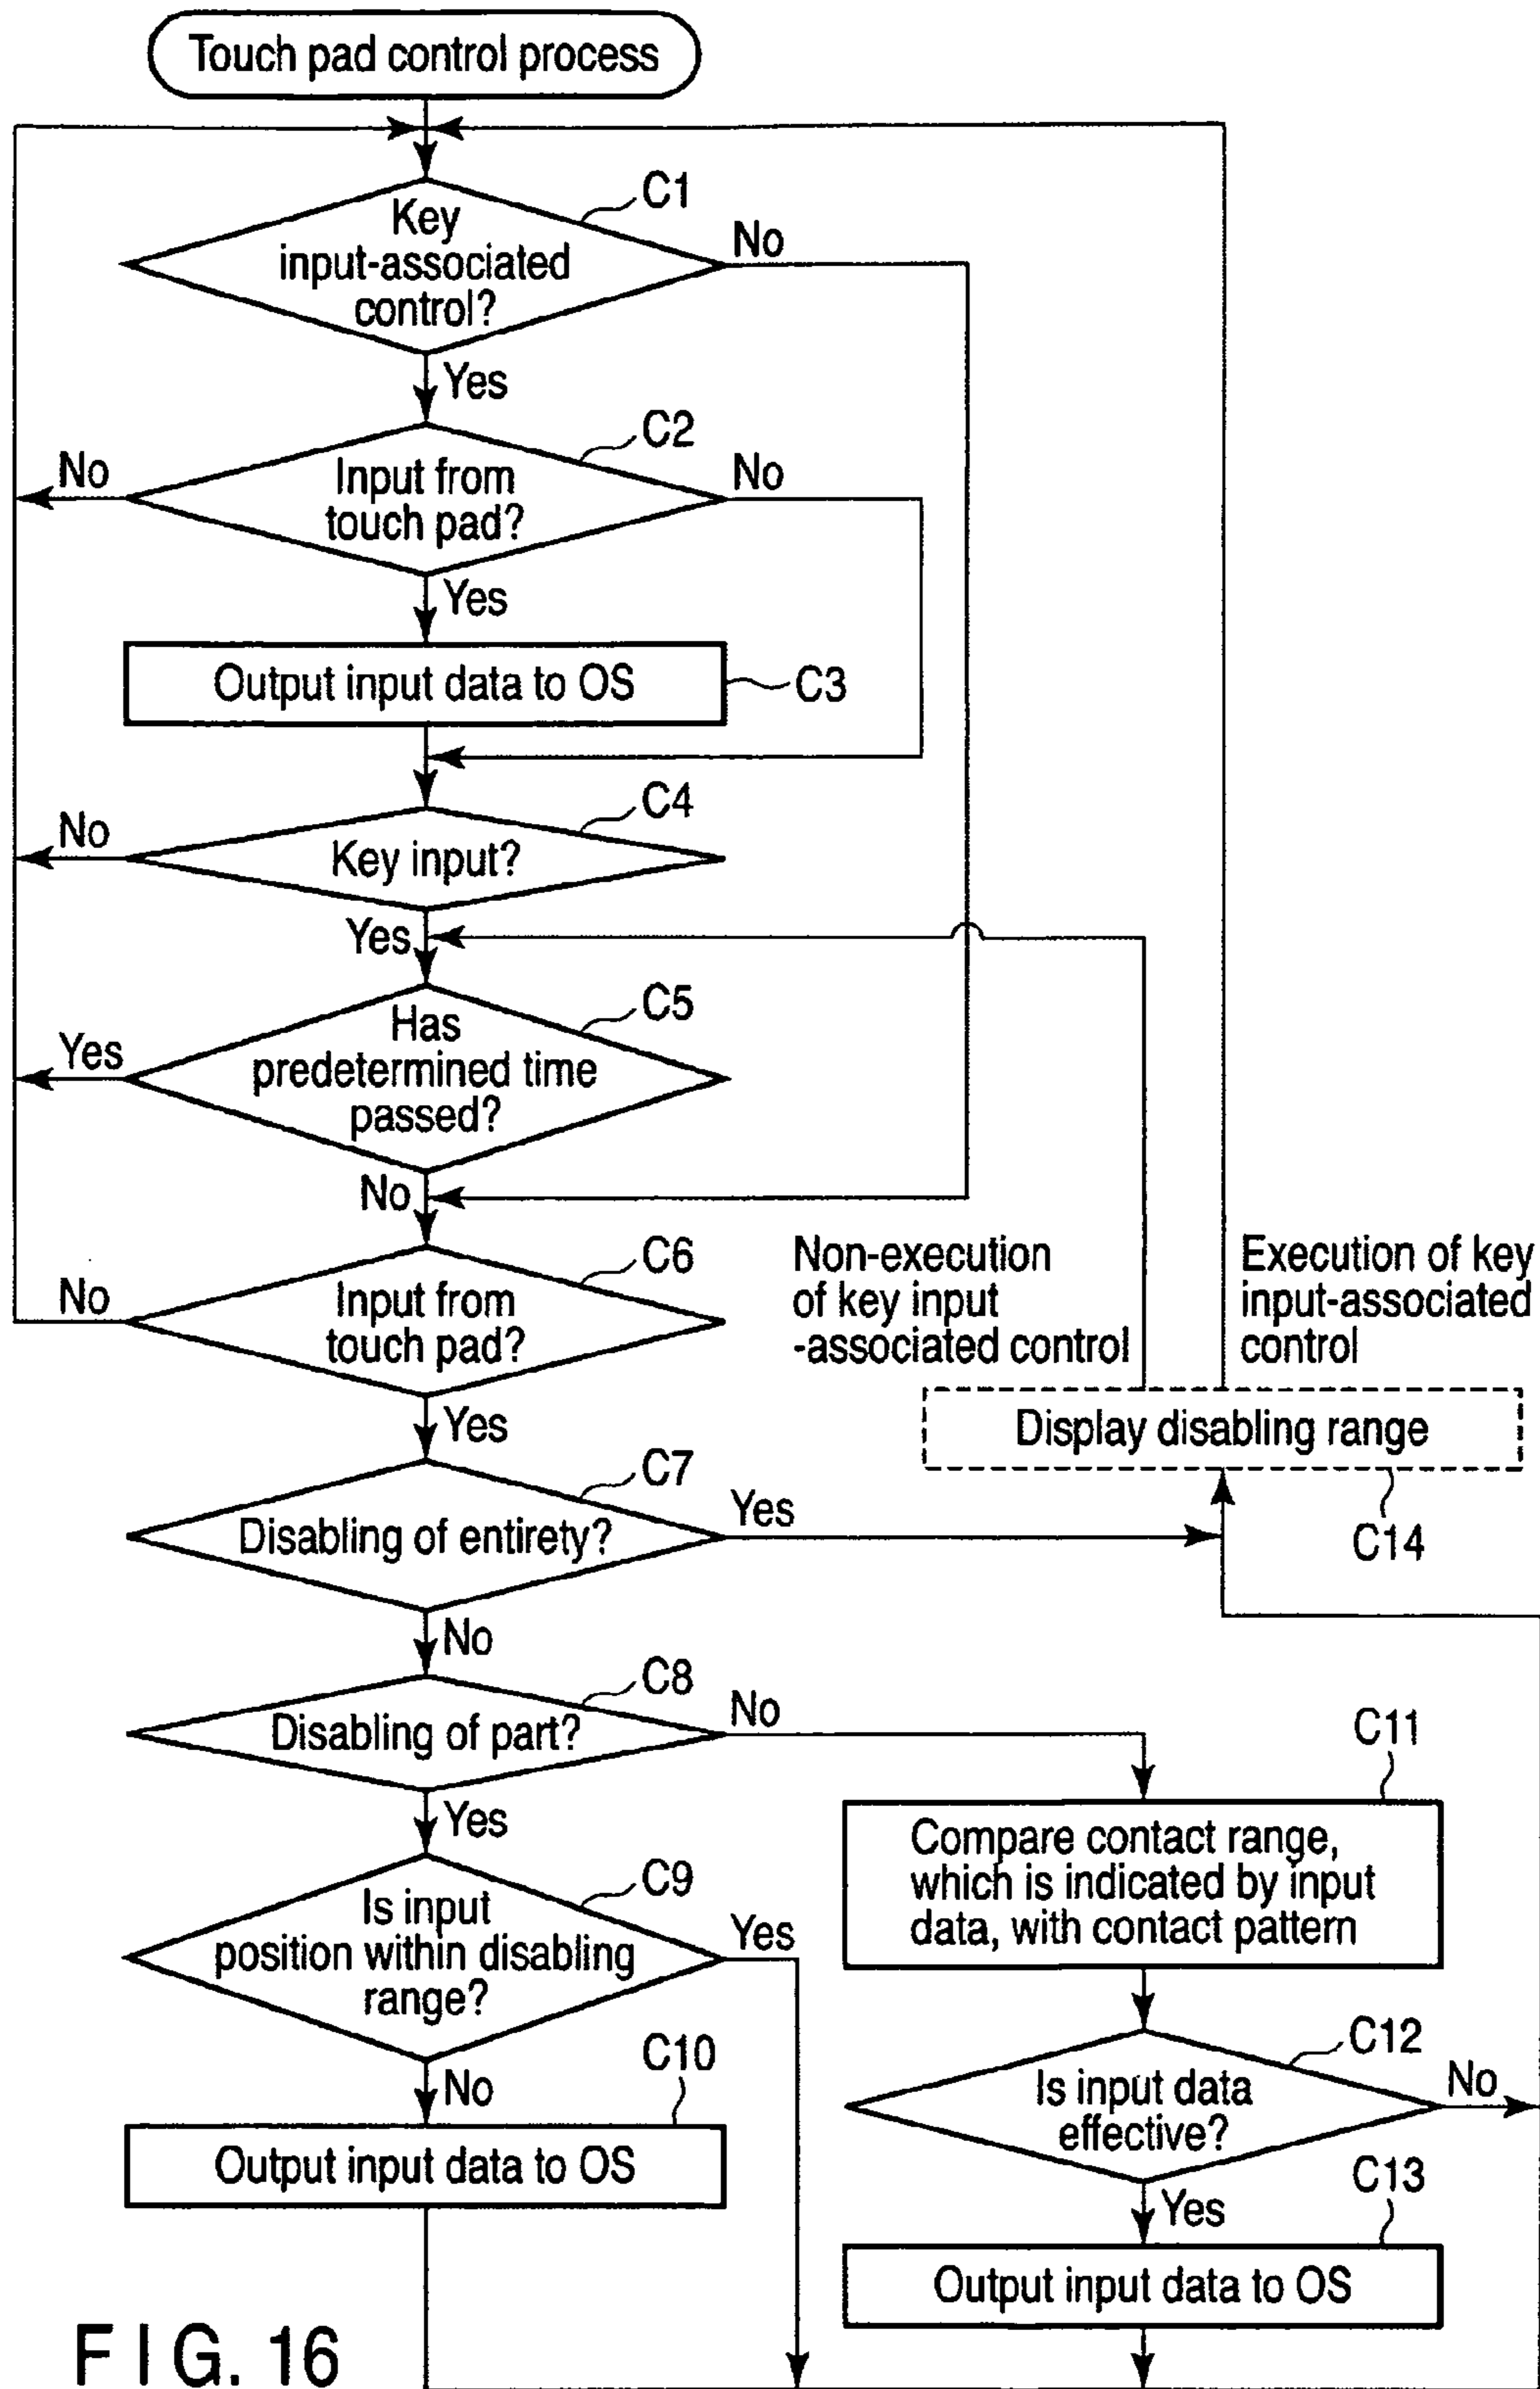 Touch pad control process
C1
Key
input-associated
control?
No
Yes
C2
No
Input from
touch pad?
No
Yes
Output input data to OS
C3
C4
No
Key input?
Yes
C5
Has
predetermined time
passed?
Yes
No
C6
No
Input from
touch pad?
Non-execution
of key input
-associated control
Execution of key
input-associated
control
Yes
Display disabling range
C14
C7
Disabling of entirety?
Yes
No
C8
Disabling of part?
No
Yes
C11
Compare contact range,
which is indicated by input
data, with contact pattern
C9
Is input
position within disabling
range?
Yes
No
C12
Is input data
effective?
No
Yes
C10
Output input data to OS
C13
Output input data to OS
FIG. 16